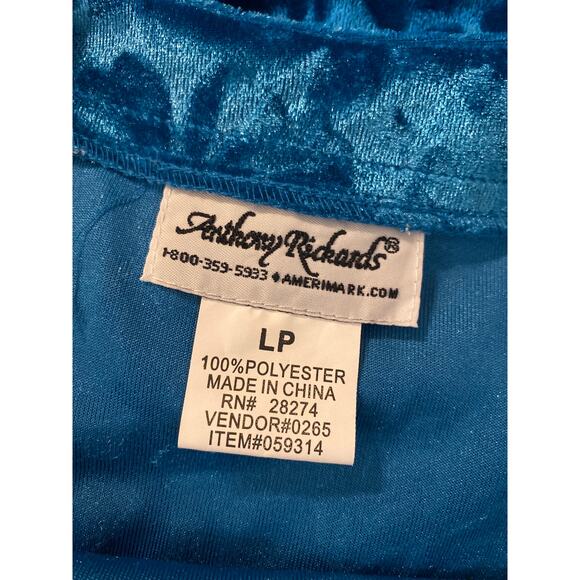 Anthony Richards®
1-800-359-5933 ♦ AMERIMARK.COM
LP
100%POLYESTER
MADE IN CHINA
RN# 28274
VENDOR#0265
ITEM#059314